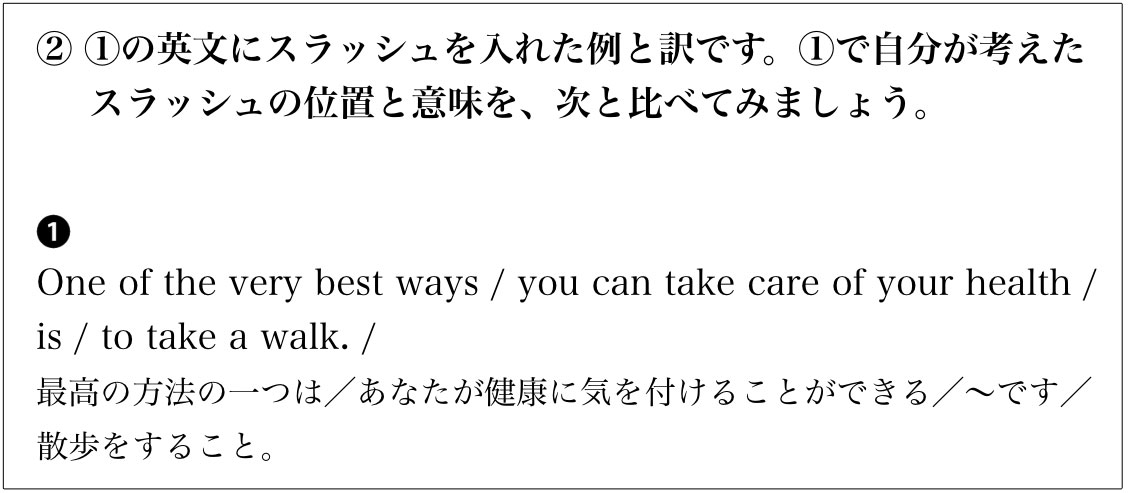 ② ①の英文にスラッシュを入れた例と訳です。①で自分が考えた
スラッシュの位置と意味を、次と比べてみましょう。
❶
One of the very best ways / you can take care of your health /
is / to take a walk. /
最高の方法の一つは／あなたが健康に気を付けることができる／～です／
散歩をすること。